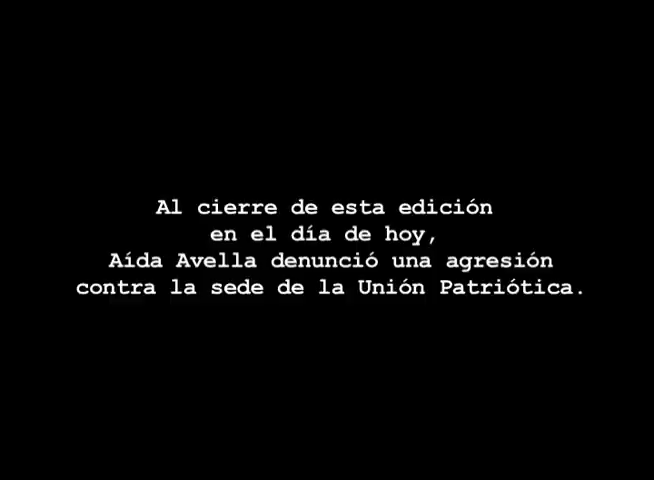 Al cierre de esta edición
en el día de hoy,
Aída Avella denunció una agresión
contra la sede de la Unión Patriótica.